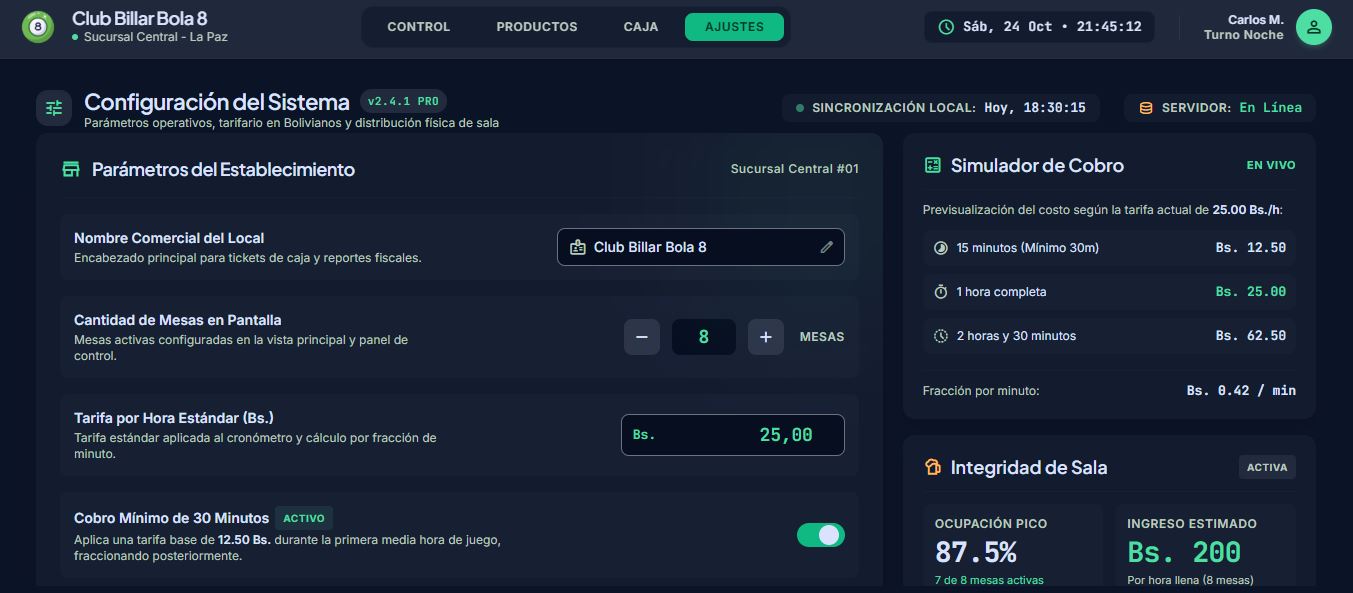 8
Club Billar Bola 8
Sucursal Central - La Paz
CONTROL
PRODUCTOS
CAJA
AJUSTES
Sáb, 24 Oct • 21:45:12
Carlos M.
Turno Noche
Configuración del Sistema
v2.4.1 PRO
Parámetros operativos, tarifario en Bolivianos y distribución física de sala
SINCRONIZACIÓN LOCAL: Hoy, 18:30:15
SERVIDOR: En Línea
Parámetros del Establecimiento
Sucursal Central #01
Nombre Comercial del Local
Encabezado principal para tickets de caja y reportes fiscales.
Club Billar Bola 8
Cantidad de Mesas en Pantalla
Mesas activas configuradas en la vista principal y panel de
control.
− 8 + MESAS
Tarifa por Hora Estándar (Bs.)
Tarifa estándar aplicada al cronómetro y cálculo por fracción de
minuto.
Bs. 25,00
Cobro Mínimo de 30 Minutos ACTIVO
Aplica una tarifa base de 12.50 Bs. durante la primera media hora de juego,
fraccionando posteriormente.
Simulador de Cobro
EN VIVO
Previsualización del costo según la tarifa actual de 25.00 Bs./h:
15 minutos (Mínimo 30m) Bs. 12.50
1 hora completa Bs. 25.00
2 horas y 30 minutos Bs. 62.50
Fracción por minuto: Bs. 0.42 / min
Integridad de Sala
ACTIVA
OCUPACIÓN PICO
87.5%
7 de 8 mesas activas
INGRESO ESTIMADO
Bs. 200
Por hora llena (8 mesas)